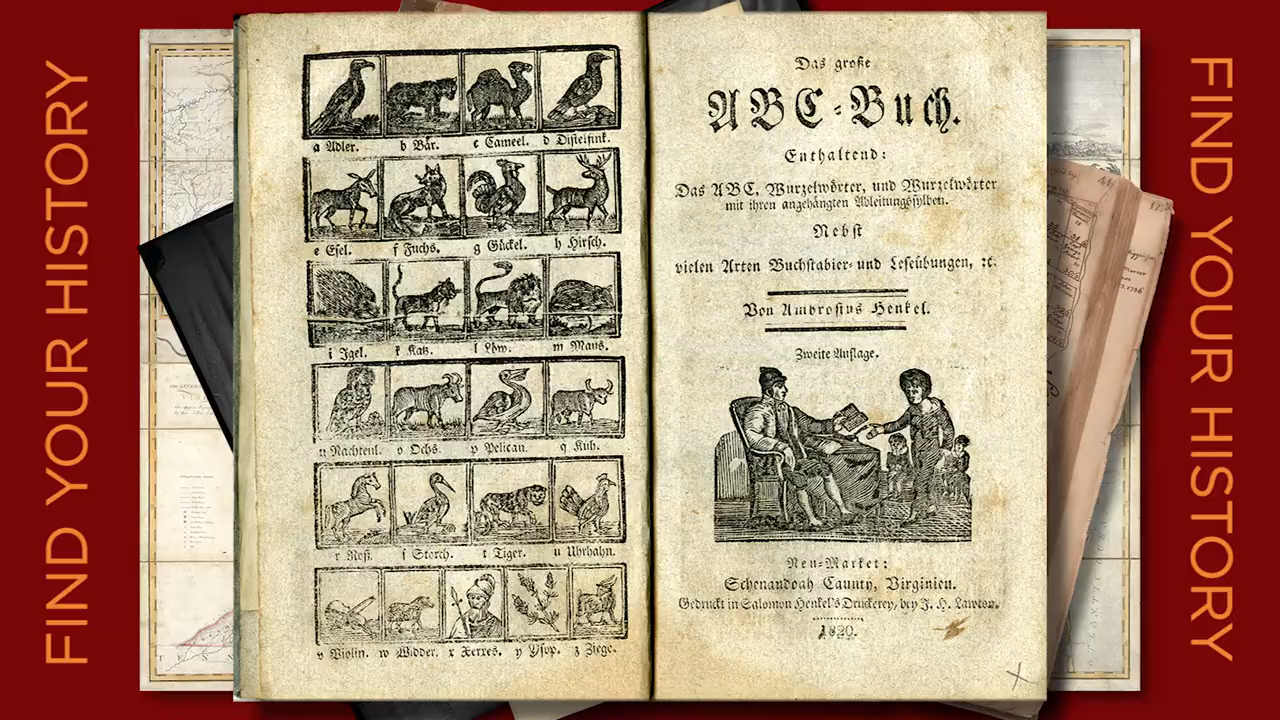 FIND YOUR HISTORY
a Adler. b Bär. c Cameel. d Distelfink.
e Esel. f Fuchs. g Gückel. h Hirsch.
i Igel. k Katz. l Löw. m Maus.
n Nachteul. o Ochs. p Pelican. q Kuh.
r Roß. ſ Storch. t Tiger. u Uhrhahn.
v Violin. w Widder. x Xerxes. y Ysop. z Ziege.
Das große
ABC-Buch.
Enthaltend:
Das ABC, Wurzelwörter, und Wurzelwörter
mit ihren angehängten Ableitungsſylben.
Nebſt
vielen Arten Buchſtabier- und Leſeübungen, ꝛc.
Von Ambroſius Henkel.
Zweite Auflage.
Neu-Market:
Schenandoah Caunty, Virginien.
Gedruckt in Salomon Henkel's Druckerey, bey J. H. Lawton.
1820.
FIND YOUR HISTORY